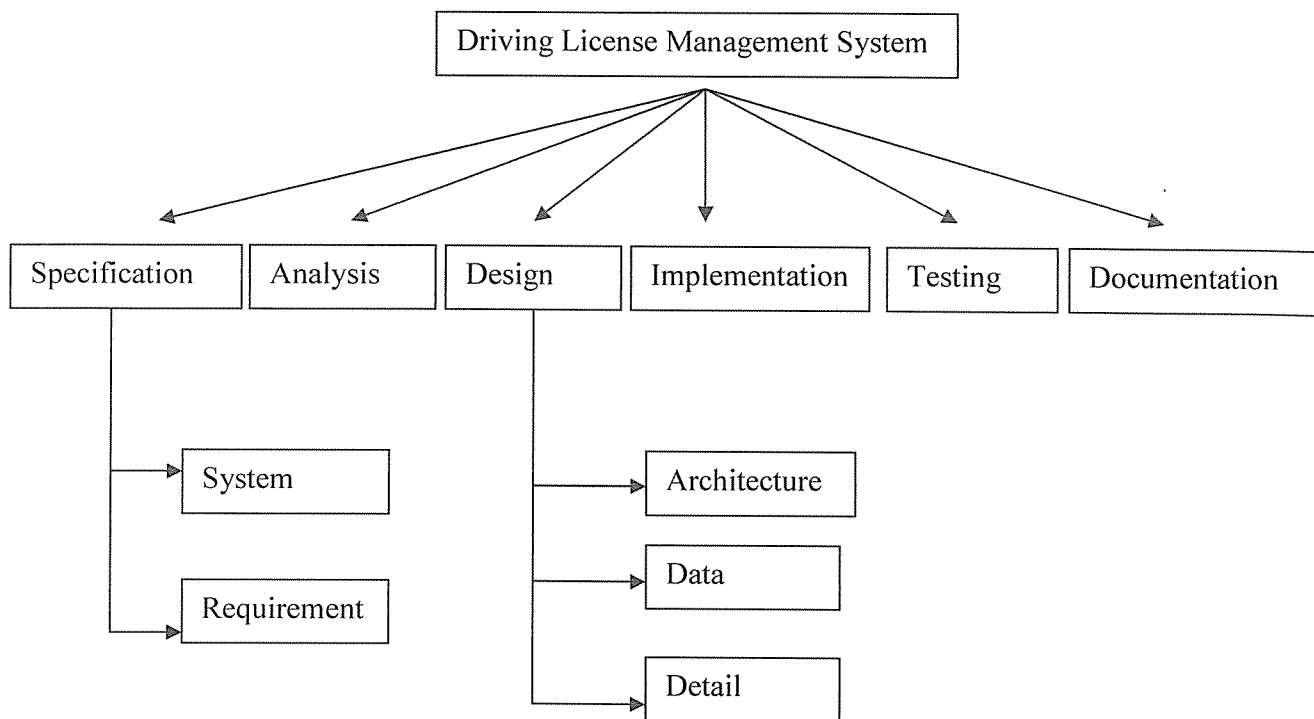 Driving License Management System
Specification
Analysis
Design
Implementation
Testing
Documentation
System
Requirement
Architecture
Data
Detail